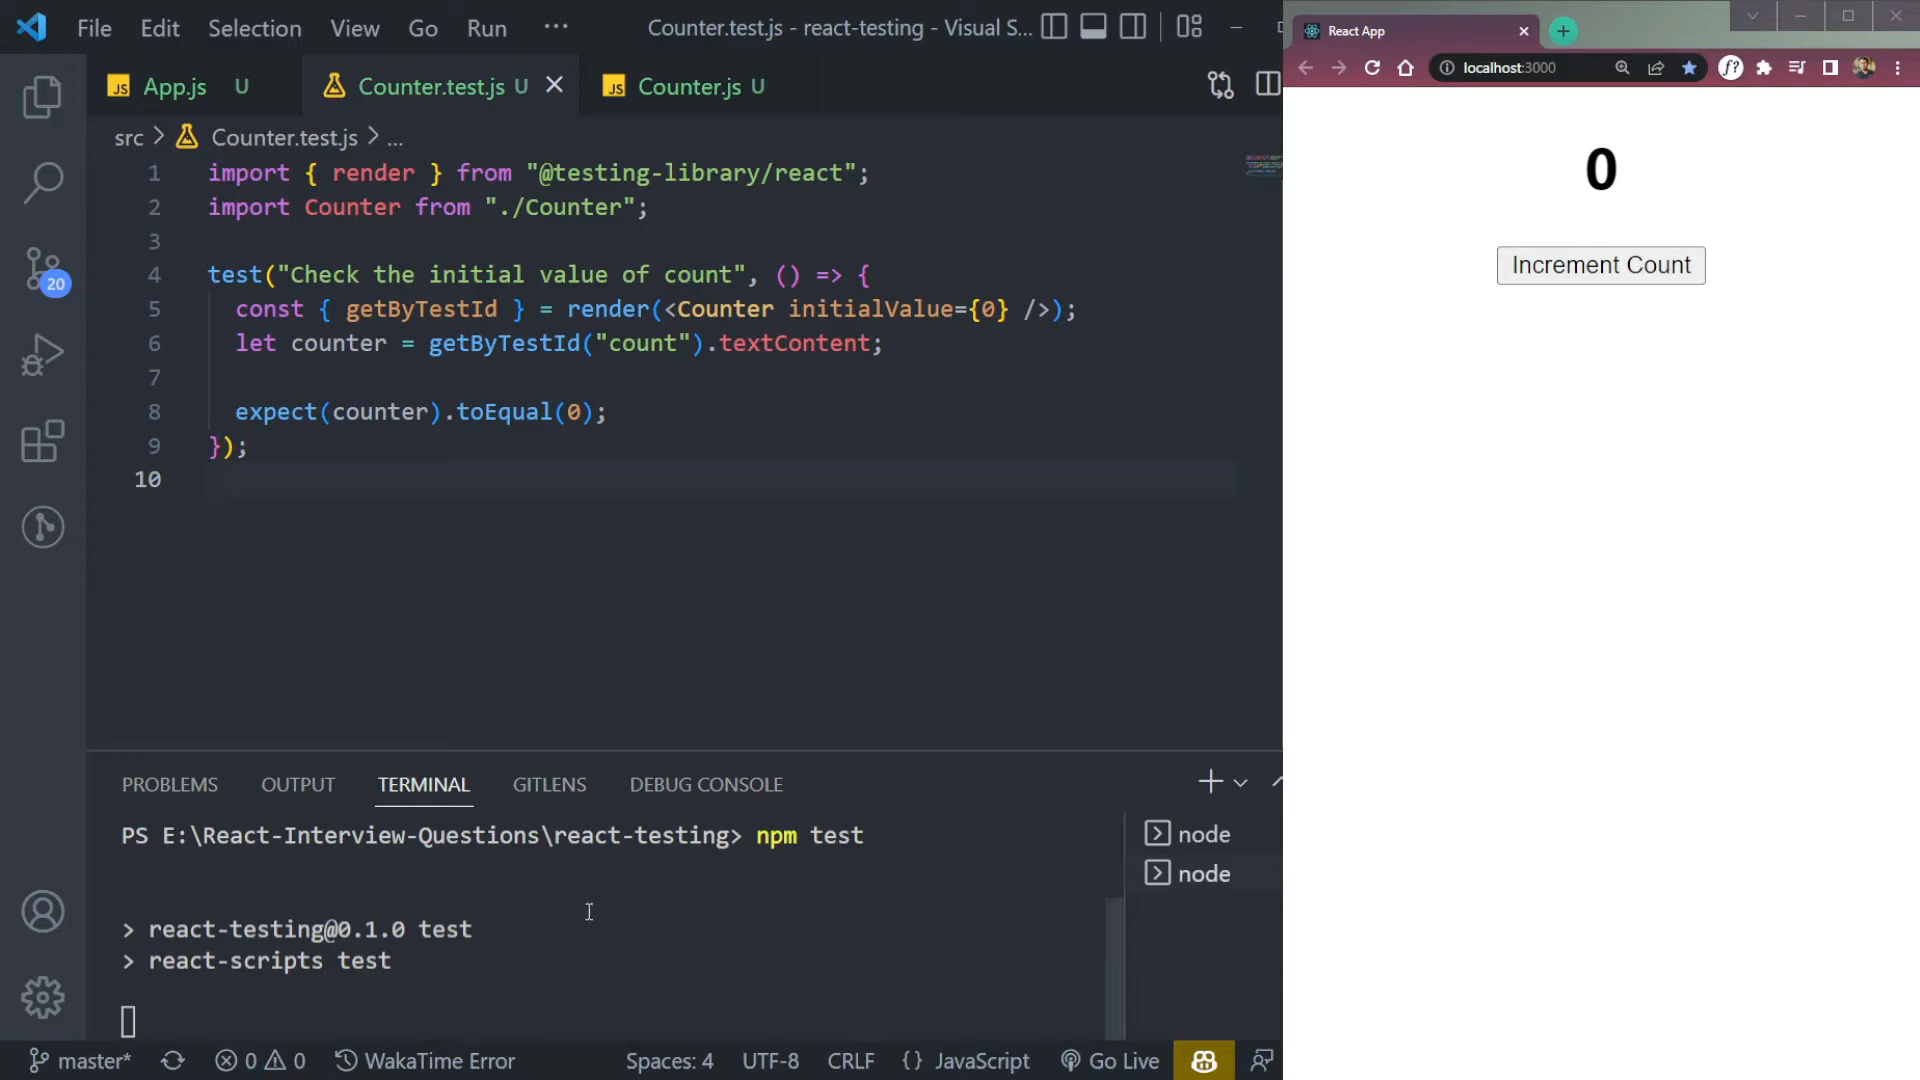 File Edit Selection View Go Run ··· Counter.test.js - react-testing - Visual S...
App.js U Counter.test.js U Counter.js U
src > Counter.test.js > ...
1 import { render } from "@testing-library/react";
2 import Counter from "./Counter";
3
4 test("Check the initial value of count", () => {
5 const { getByTestId } = render(<Counter initialValue={0} />);
6 let counter = getByTestId("count").textContent;
7
8 expect(counter).toEqual(0);
9 });
10
20
PROBLEMS OUTPUT TERMINAL GITLENS DEBUG CONSOLE
PS E:\React-Interview-Questions\react-testing> npm test
> react-testing@0.1.0 test
> react-scripts test
node
node
master* 0 0 WakaTime Error Spaces: 4 UTF-8 CRLF {} JavaScript Go Live
React App
localhost:3000 f?
0
Increment Count